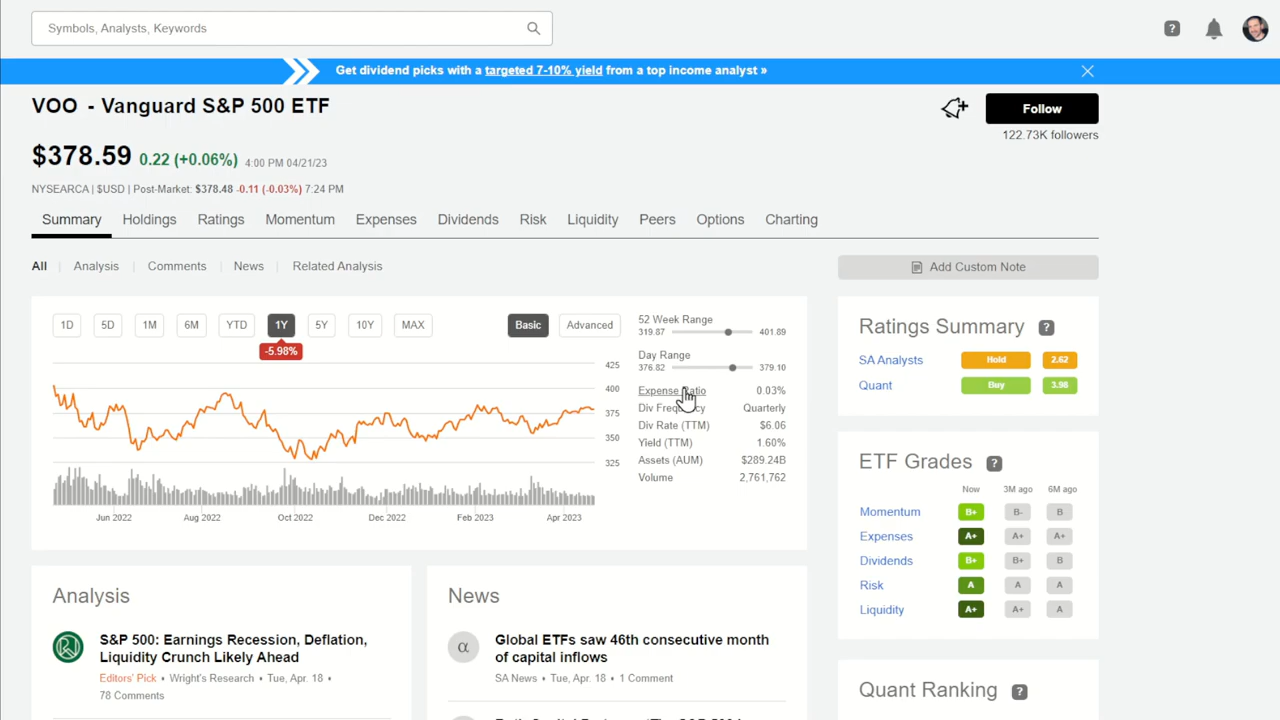 Symbols, Analysts, Keywords
?
Get dividend picks with a targeted 7-10% yield from a top income analyst »
VOO - Vanguard S&P 500 ETF
Follow
122.73K followers
$378.59 0.22 (+0.06%) 4:00 PM 04/21/23
NYSEARCA | $USD | Post-Market: $378.48 -0.11 (-0.03%) 7:24 PM
Summary Holdings Ratings Momentum Expenses Dividends Risk Liquidity Peers Options Charting
All Analysis Comments News Related Analysis
Add Custom Note
1D 5D 1M 6M YTD 1Y 5Y 10Y MAX Basic Advanced
-5.98%
425
400
375
350
325
Jun 2022 Aug 2022 Oct 2022 Dec 2022 Feb 2023 Apr 2023
52 Week Range
319.87 401.89
Day Range
376.82 379.10
Expense Ratio 0.03%
Div Frequency Quarterly
Div Rate (TTM) $6.06
Yield (TTM) 1.60%
Assets (AUM) $289.24B
Volume 2,761,762
Ratings Summary ?
SA Analysts Hold 2.62
Quant Buy 3.98
ETF Grades ?
Now 3M ago 6M ago
Momentum B+ B- B
Expenses A+ A+ A+
Dividends B+ B+ B
Risk A A A
Liquidity A+ A+ A
Quant Ranking ?
Analysis
S&P 500: Earnings Recession, Deflation,
Liquidity Crunch Likely Ahead
Editors' Pick • Wright's Research • Tue, Apr. 18 •
78 Comments
News
α
Global ETFs saw 46th consecutive month
of capital inflows
SA News • Tue, Apr. 18 • 1 Comment